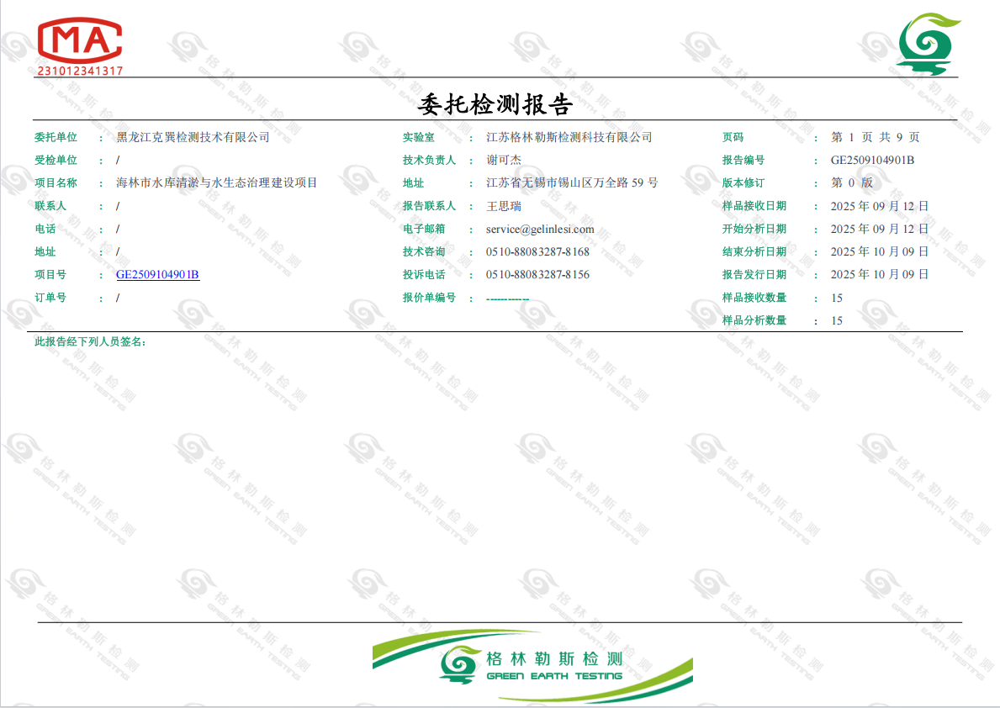 MA
231012341317
委托检测报告
委托单位 : 黑龙江克巽检测技术有限公司 实验室 : 江苏格林勒斯检测科技有限公司 页码 : 第 1 页 共 9 页
受检单位 : / 技术负责人 : 谢可杰 报告编号 : GE2509104901B
项目名称 : 海林市水库清淤与水生态治理建设项目 地址 : 江苏省无锡市锡山区万全路 59 号 版本修订 : 第 0 版
联系人 : / 报告联系人 : 王思瑞 样品接收日期 : 2025 年 09 月 12 日
电话 : / 电子邮箱 : service@gelinlesi.com 开始分析日期 : 2025 年 09 月 12 日
地址 : / 技术咨询 : 0510-88083287-8168 结束分析日期 : 2025 年 10 月 09 日
项目号 : GE2509104901B 投诉电话 : 0510-88083287-8156 报告发行日期 : 2025 年 10 月 09 日
订单号 : / 报价单编号 : ------------ 样品接收数量 : 15
样品分析数量 : 15
此报告经下列人员签名:
格林勒斯检测
GREEN EARTH TESTING